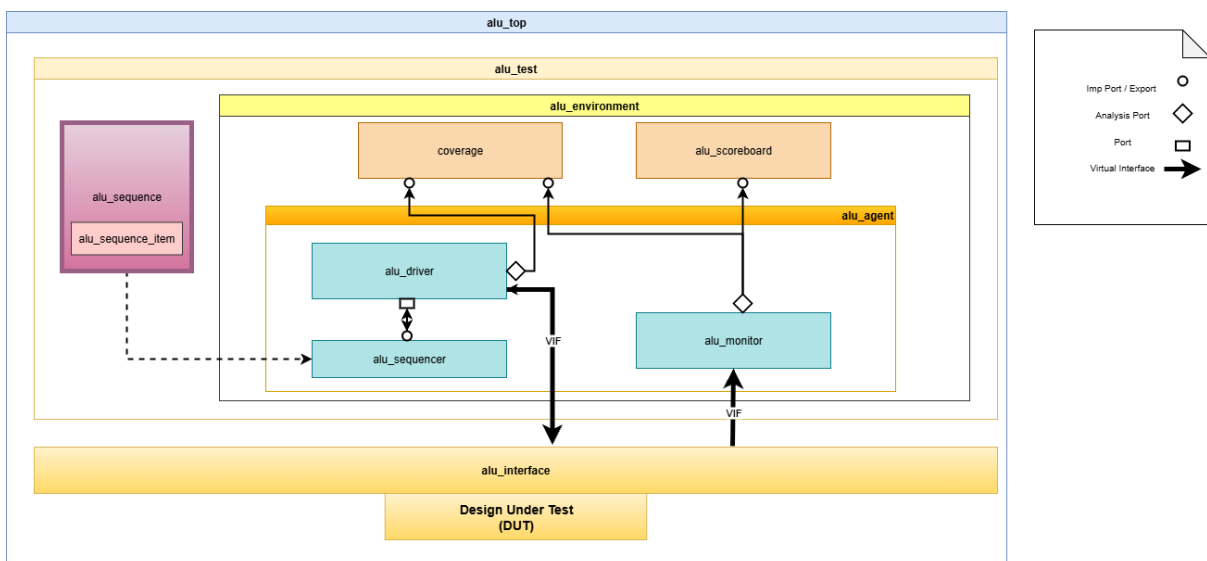 alu_top
alu_test
alu_environment
coverage
alu_scoreboard
alu_sequence
alu_sequence_item
alu_agent
alu_driver
alu_sequencer
alu_monitor
VIF
VIF
alu_interface
Design Under Test
(DUT)
Imp Port / Export
Analysis Port
Port
Virtual Interface